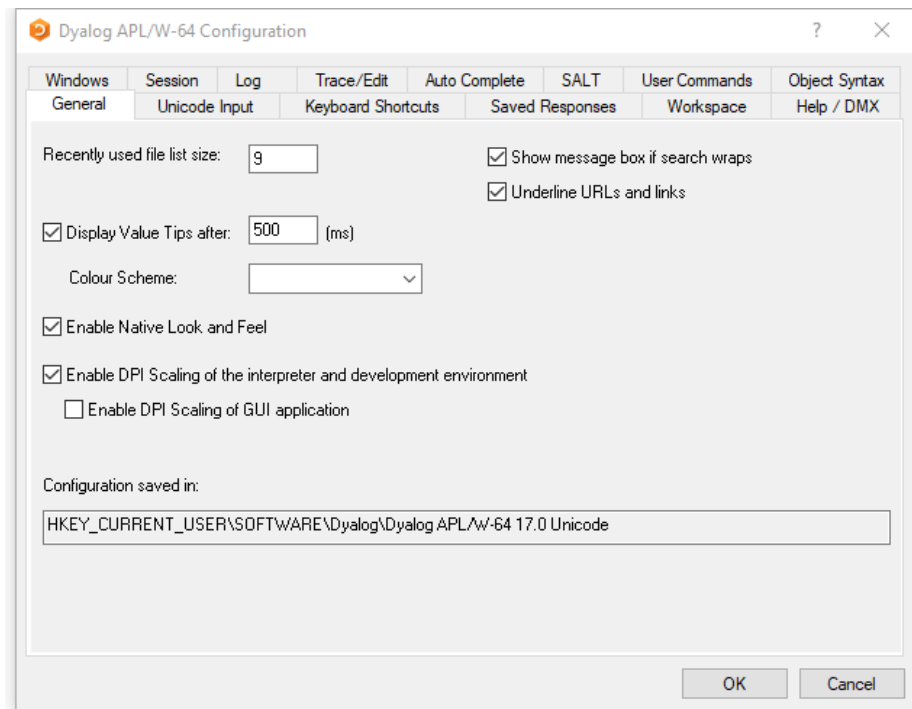 Dyalog APL/W-64 Configuration ?
Windows Session Log Trace/Edit Auto Complete SALT User Commands Object Syntax
General Unicode Input Keyboard Shortcuts Saved Responses Workspace Help / DMX
Recently used file list size: 9 Show message box if search wraps
Underline URLs and links
Display Value Tips after: 500 (ms)
Colour Scheme:
Enable Native Look and Feel
Enable DPI Scaling of the interpreter and development environment
Enable DPI Scaling of GUI application
Configuration saved in:
HKEY_CURRENT_USER\SOFTWARE\Dyalog\Dyalog APL/W-64 17.0 Unicode
OK Cancel